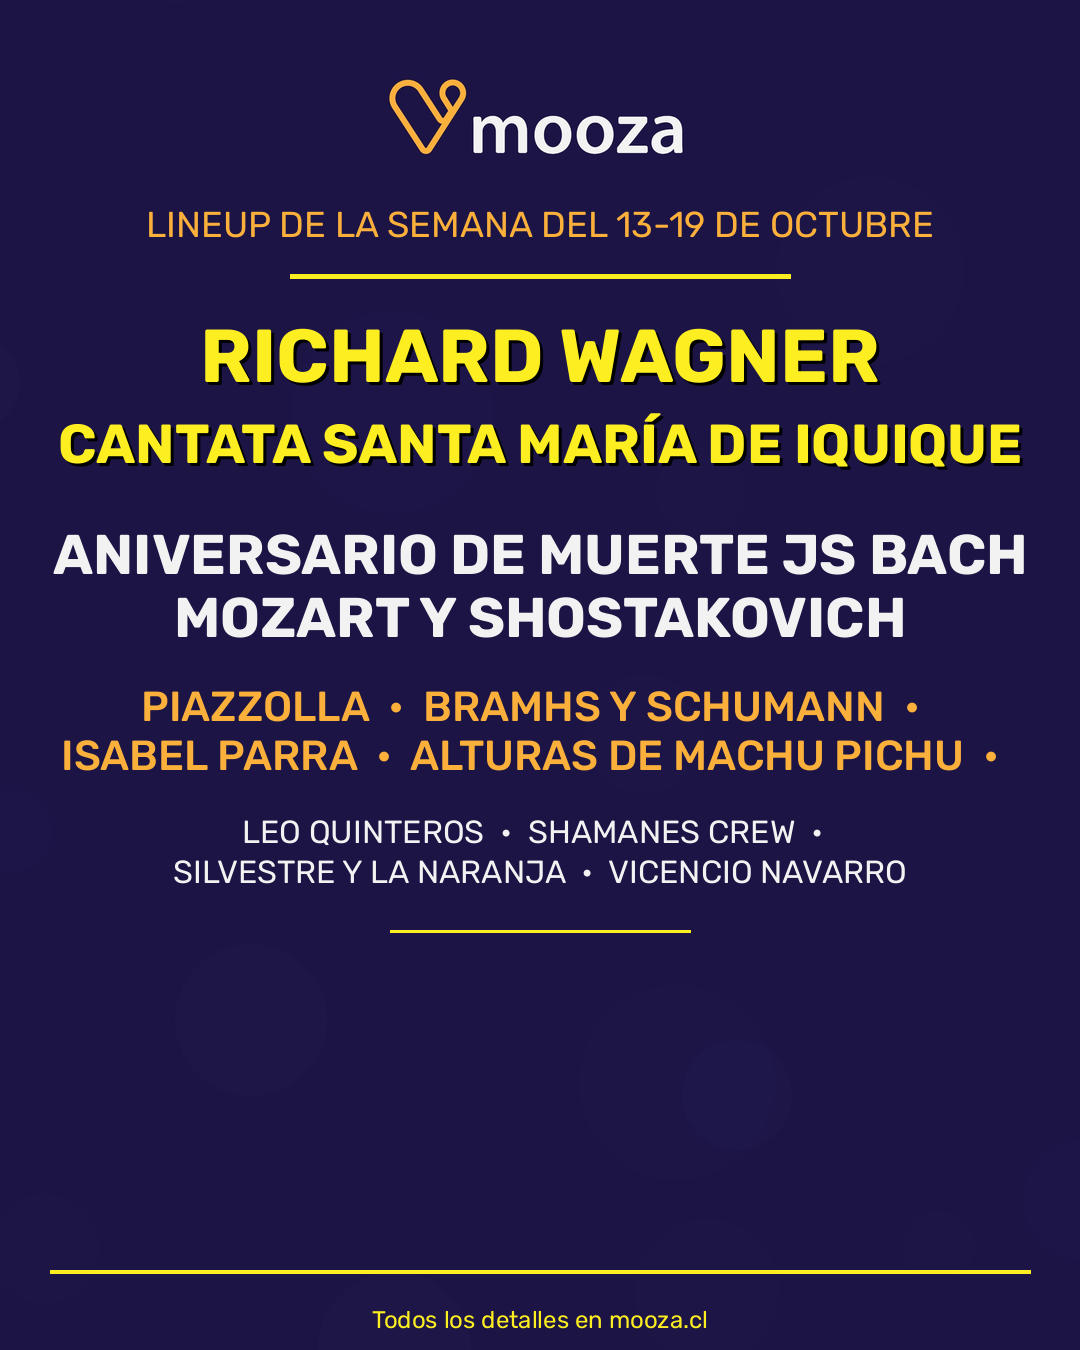 mooza
LINEUP DE LA SEMANA DEL 13-19 DE OCTUBRE
RICHARD WAGNER
CANTATA SANTA MARÍA DE IQUIQUE
ANIVERSARIO DE MUERTE JS BACH
MOZART Y SHOSTAKOVICH
PIAZZOLLA • BRAMHS Y SCHUMANN •
ISABEL PARRA • ALTURAS DE MACHU PICHU •
LEO QUINTEROS • SHAMANES CREW •
SILVESTRE Y LA NARANJA • VICENCIO NAVARRO
Todos los detalles en mooza.cl